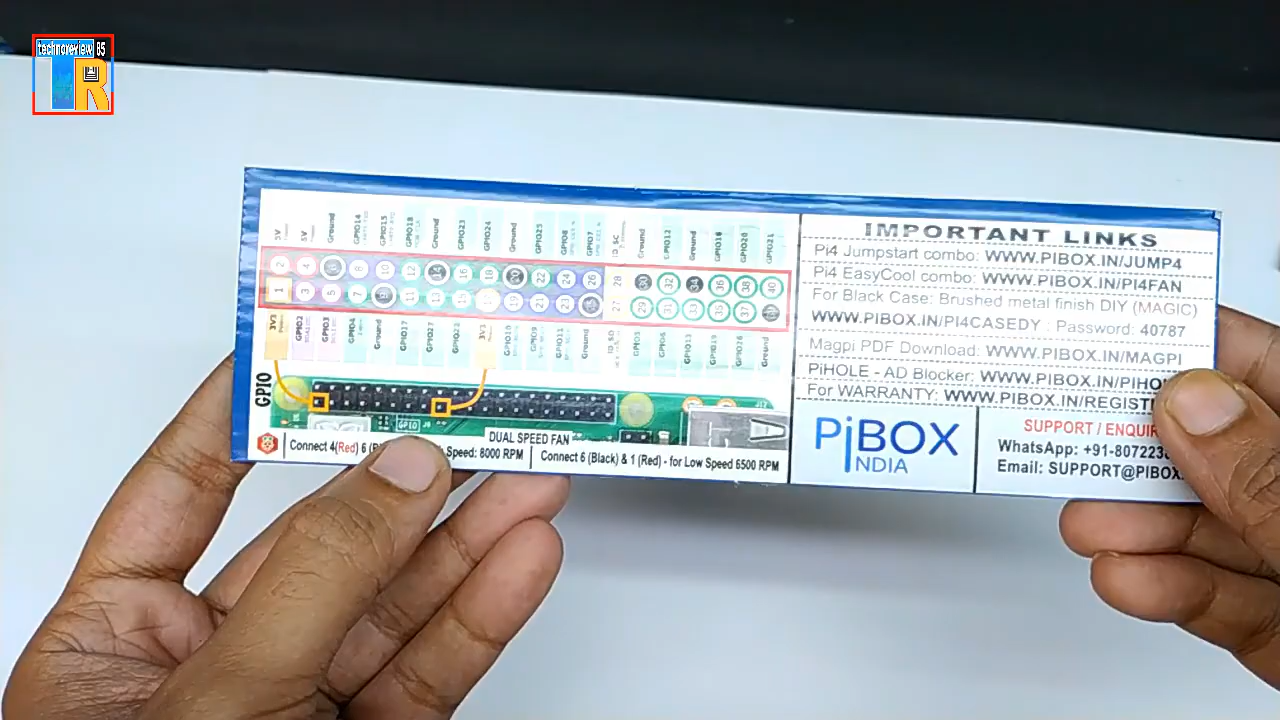 technoreview 85
TR
5V
5V
Ground
GPIO14
GPIO15
GPIO18
Ground
GPIO23
GPIO24
Ground
GPIO25
GPIO8
GPIO7
ID_SC
Ground
GPIO12
Ground
GPIO16
GPIO20
GPIO21
2 4 6 8 10 12 14 16 18 20 22 24 26 28 30 32 34 36 38 40
1 3 5 7 9 11 13 15 17 19 21 23 25 27 29 31 33 35 37 39
3V3
GPIO2
GPIO3
GPIO4
Ground
GPIO17
GPIO27
GPIO22
3V3
GPIO10
GPIO9
GPIO11
Ground
ID_SD
GPIO5
GPIO6
GPIO13
GPIO19
GPIO26
Ground
GPIO
GPIO J8
DUAL SPEED FAN
Connect 4(Red) 6 Speed: 8000 RPM
Connect 6 (Black) & 1 (Red) - for Low Speed 6500 RPM
IMPORTANT LINKS
Pi4 Jumpstart combo: WWW.PIBOX.IN/JUMP4
Pi4 EasyCool combo: WWW.PIBOX.IN/PI4FAN
For Black Case: Brushed metal finish DIY (MAGIC)
WWW.PIBOX.IN/PI4CASEDY : Password: 40787
Magpi PDF Download: WWW.PIBOX.IN/MAGPI
PiHOLE - AD Blocker: WWW.PIBOX.IN/PIHO
For WARRANTY: WWW.PIBOX.IN/REGIST
PiBOX
INDIA
SUPPORT / ENQUIR
WhatsApp: +91-807223
Email: SUPPORT@PIBOX.